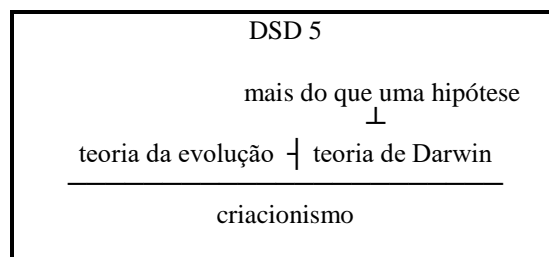 DSD 5
mais do que uma hipótese
┴
teoria da evolução ┤ teoria de Darwin
criacionismo